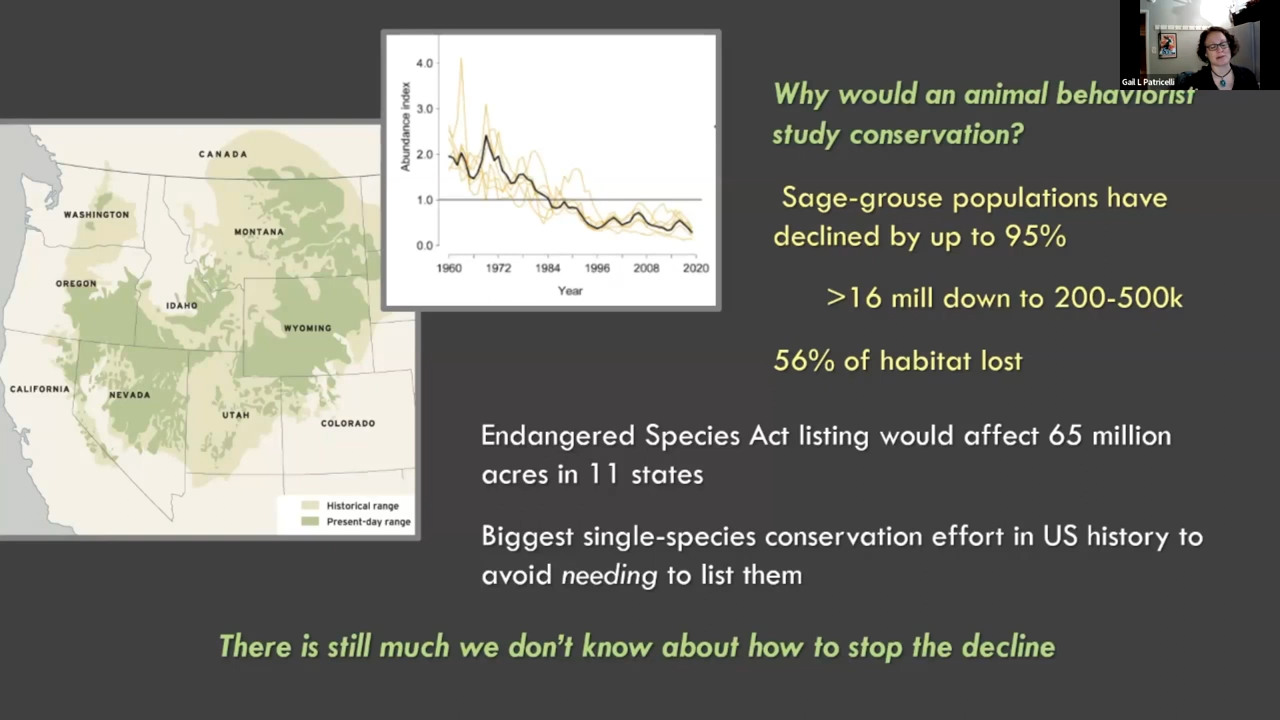 Gail L Patricelli
Why would an animal behaviorist
study conservation?
Sage-grouse populations have
declined by up to 95%
>16 mill down to 200-500k
56% of habitat lost
Endangered Species Act listing would affect 65 million
acres in 11 states
Biggest single-species conservation effort in US history to
avoid needing to list them
There is still much we don't know about how to stop the decline
Abundance index
4.0
3.0
2.0
1.0
0.0
1960 1972 1984 1996 2008 2020
Year
CANADA
WASHINGTON
MONTANA
OREGON
IDAHO
WYOMING
CALIFORNIA
NEVADA
UTAH
COLORADO
Historical range
Present-day range